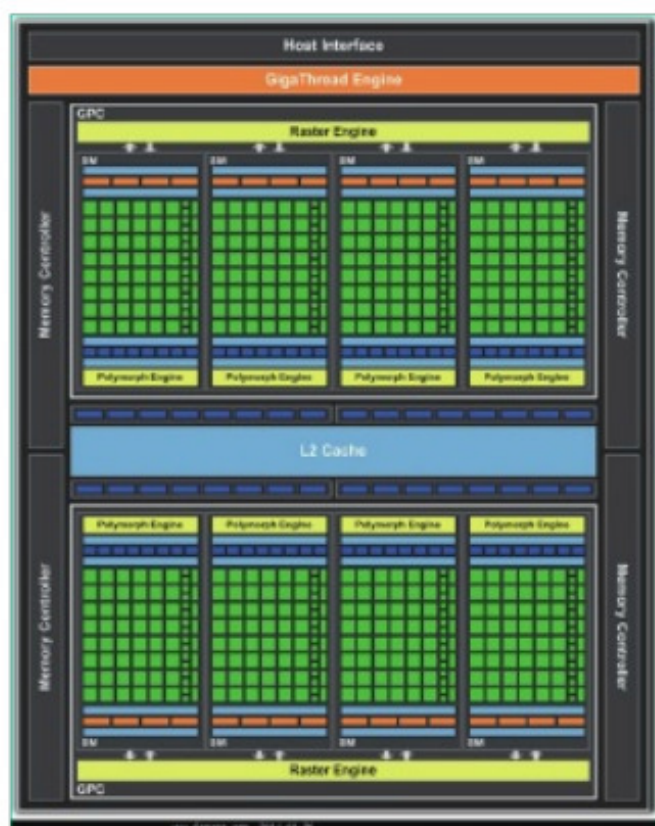 Host Interface
GigaThread Engine
GPC
Raster Engine
SM SM SM SM
Memory Controller
Memory Controller
Polymorph Engine Polymorph Engine Polymorph Engine Polymorph Engine
L2 Cache
Polymorph Engine Polymorph Engine Polymorph Engine Polymorph Engine
Memory Controller
Memory Controller
SM SM SM SM
Raster Engine
GPC